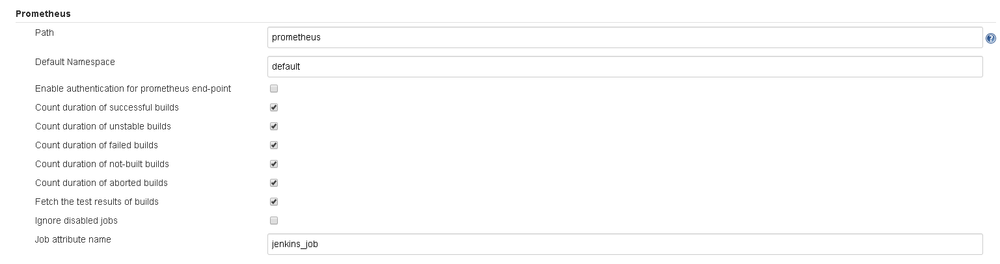 Prometheus
Path prometheus ?
Default Namespace default
Enable authentication for prometheus end-point
Count duration of successful builds
Count duration of unstable builds
Count duration of failed builds
Count duration of not-built builds
Count duration of aborted builds
Fetch the test results of builds
Ignore disabled jobs
Job attribute name jenkins_job